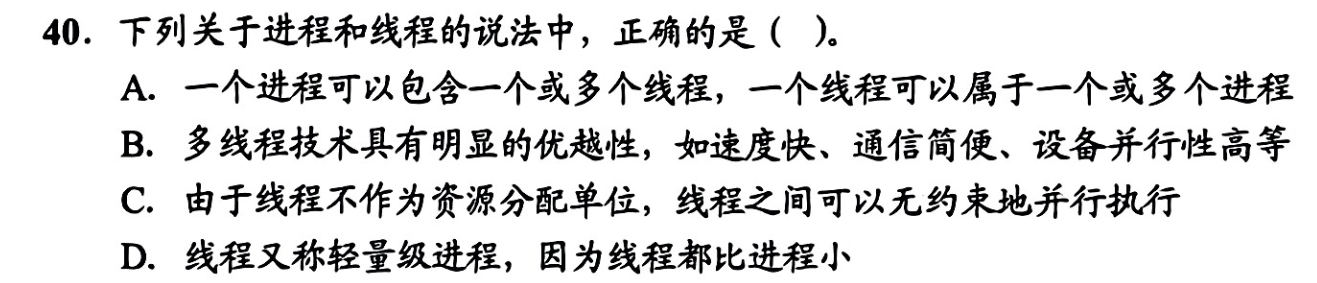 40. 下列关于进程和线程的说法中，正确的是（ ）。
A. 一个进程可以包含一个或多个线程，一个线程可以属于一个或多个进程
B. 多线程技术具有明显的优越性，如速度快、通信简便、设备并行性高等
C. 由于线程不作为资源分配单位，线程之间可以无约束地并行执行
D. 线程又称轻量级进程，因为线程都比进程小